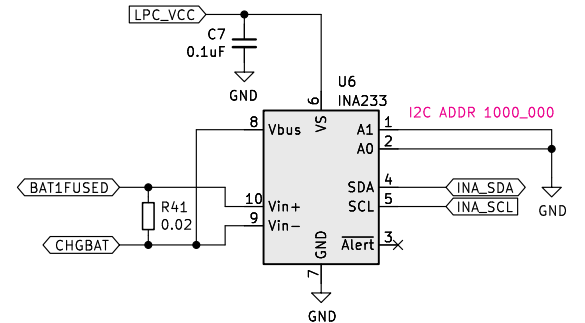 LPC_VCC
C7
0.1uF
GND
U6
INA233
I2C ADDR 1000_000
6
VS
8
Vbus
A1
1
A0
2
BAT1FUSED
R41
0.02
10
Vin+
9
Vin-
SDA
4
INA_SDA
SCL
5
INA_SCL
GND
CHGBAT
GND
Alert
3
7
GND